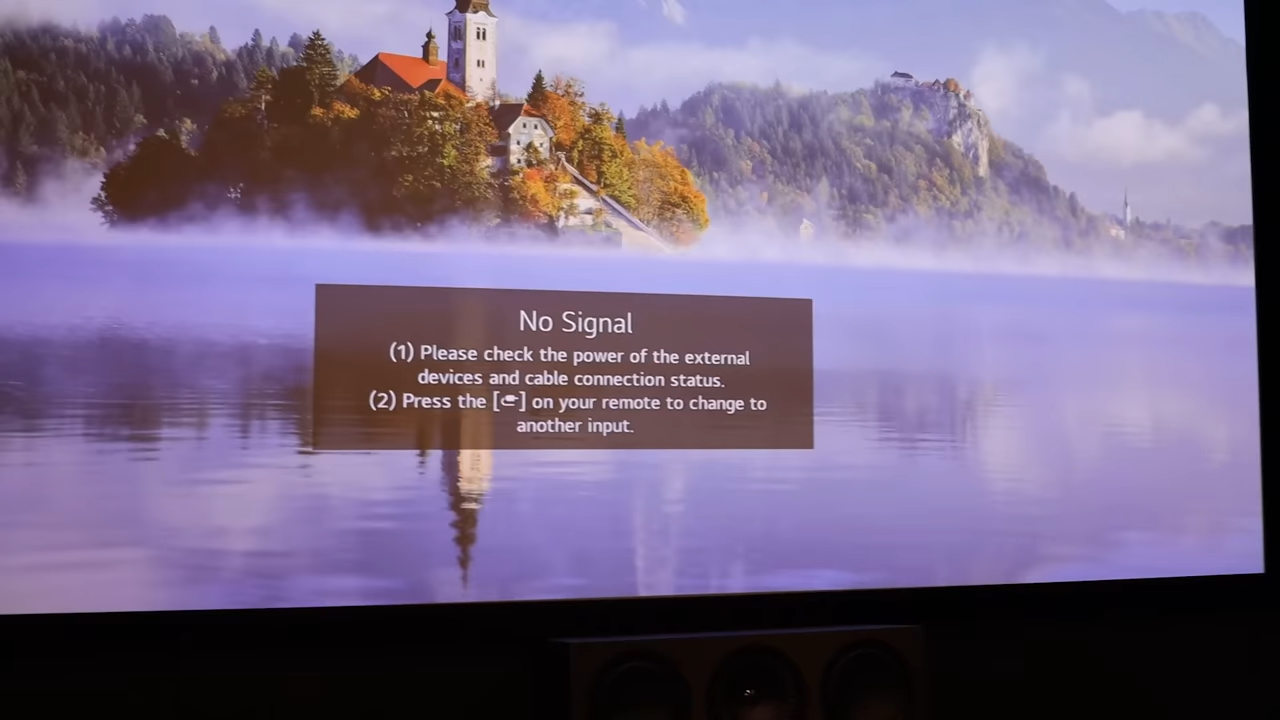 No Signal
(1) Please check the power of the external
devices and cable connection status.
(2) Press the [⮹] on your remote to change to
another input.